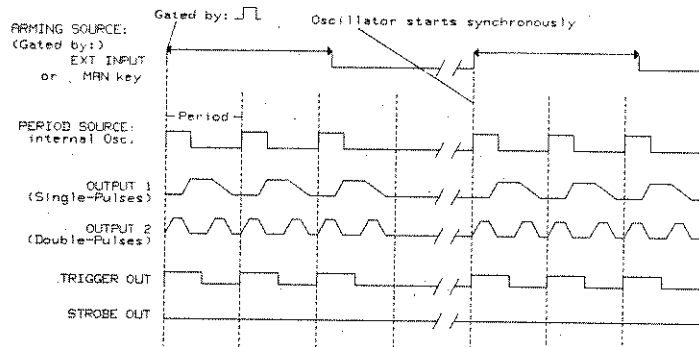 Gated by:
ARMING SOURCE:
(Gated by:)
EXT INPUT
or MAN key
Oscillator starts synchronously
Period
PERIOD SOURCE:
internal Osc.
OUTPUT 1
(Single-Pulses)
OUTPUT 2
(Double-Pulses)
TRIGGER OUT
STROBE OUT